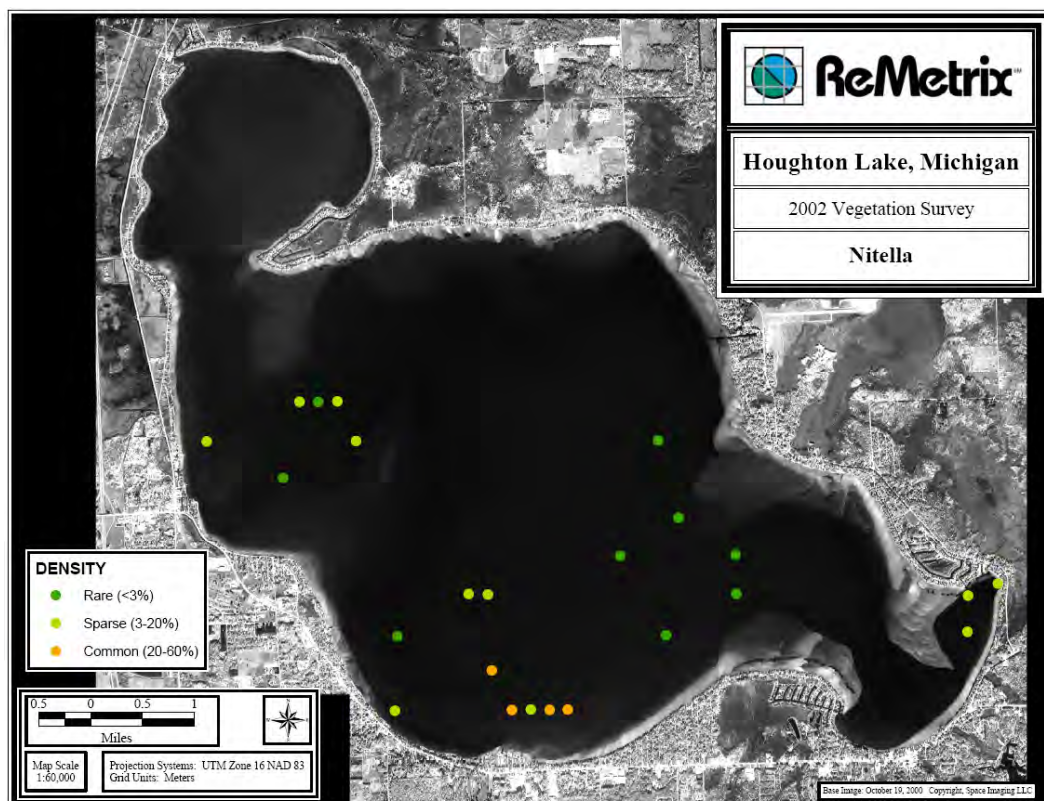 ReMetrix SM
Houghton Lake, Michigan
2002 Vegetation Survey
Nitella
DENSITY
Rare (<3%)
Sparse (3-20%)
Common (20-60%)
0.5 0 0.5 1
Miles
Map Scale
1:60,000
Projection Systems: UTM Zone 16 NAD 83
Grid Units: Meters
Base Image: October 19, 2000 Copyright, Space Imaging LLC